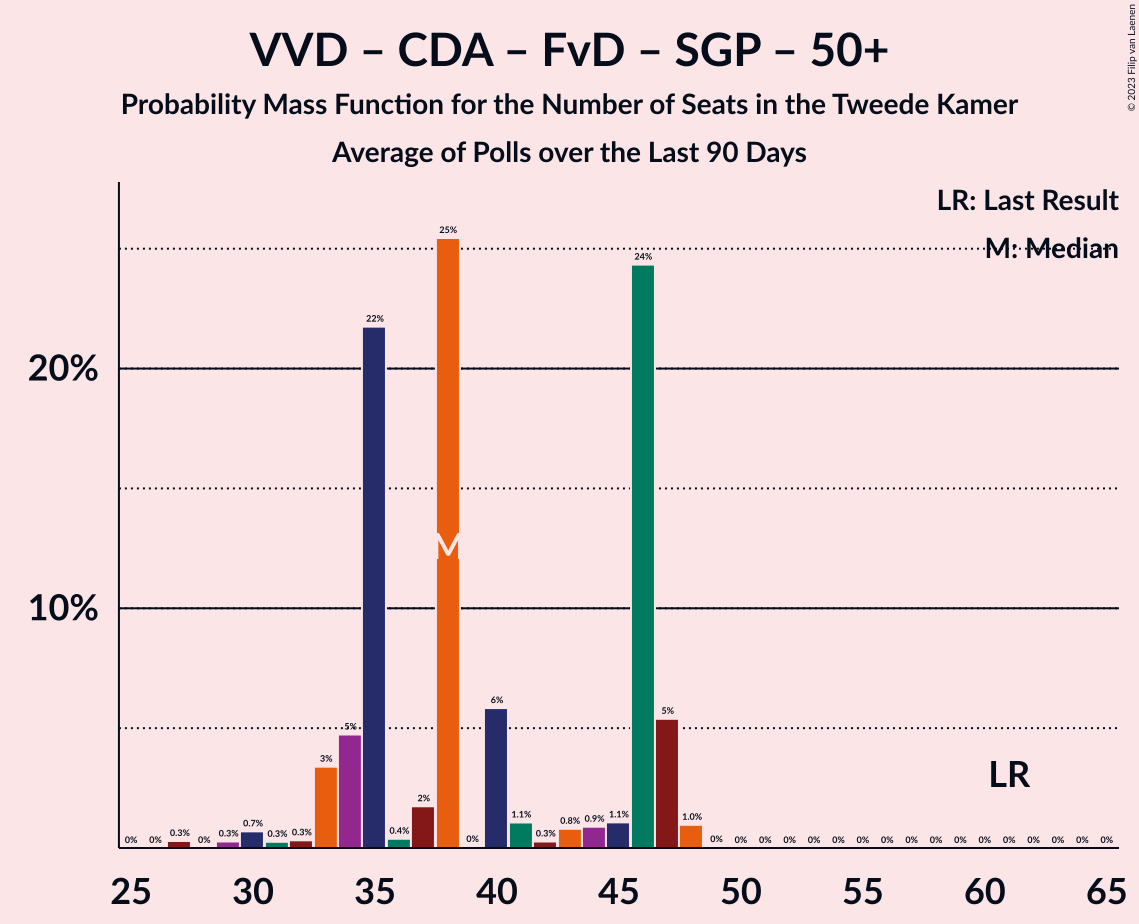 VVD – CDA – FvD – SGP – 50+
Probability Mass Function for the Number of Seats in the Tweede Kamer
Average of Polls over the Last 90 Days
© 2023 Filip van Laenen
LR: Last Result
M: Median
20%
10%
0% 0% 0.3% 0% 0.3% 0.7% 0.3% 0.3% 3% 5% 22% 0.4% 2% 25% 0% 6% 1.1% 0.3% 0.8% 0.9% 1.1% 24% 5% 1.0% 0% 0% 0% 0% 0% 0% 0% 0% 0% 0% 0% 0% 0% 0% 0% 0% 0%
M
LR
25 30 35 40 45 50 55 60 65